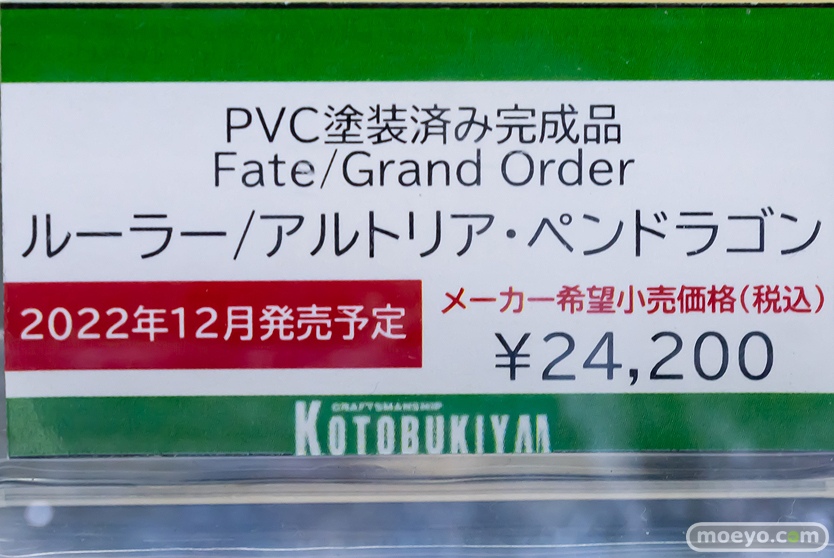 PVC塗装済み完成品
Fate/Grand Order
ルーラー/アルトリア・ペンドラゴン
2022年12月発売予定
メーカー希望小売価格(税込)
¥24,200
CRAFTSMANSHIP
KOTOBUKIYA
moeyo.com